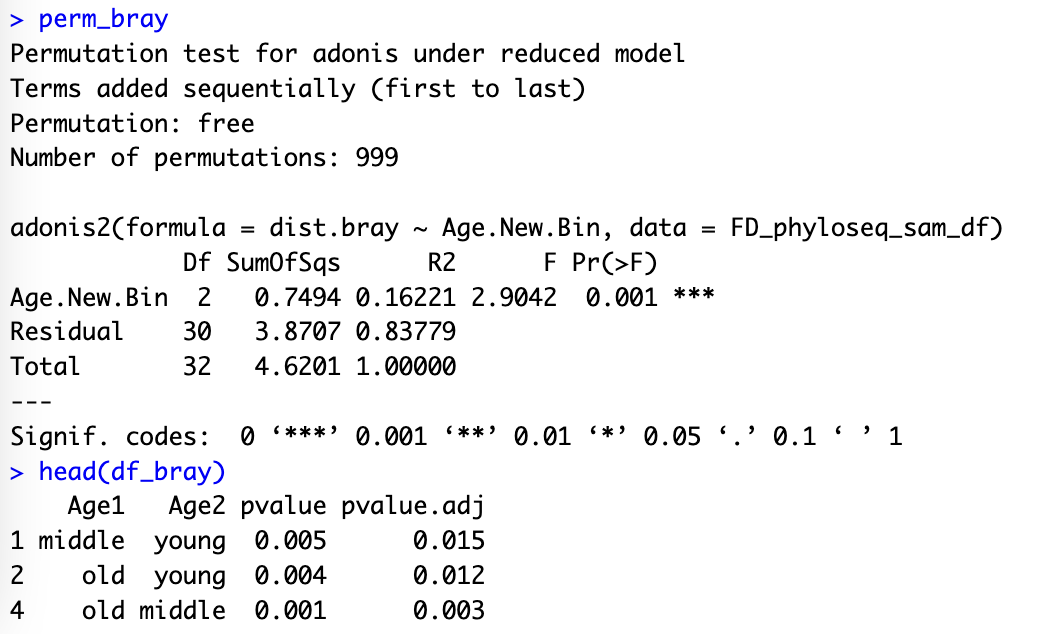 > perm_bray
Permutation test for adonis under reduced model
Terms added sequentially (first to last)
Permutation: free
Number of permutations: 999

adonis2(formula = dist.bray ~ Age.New.Bin, data = FD_phyloseq_sam_df)
            Df SumOfSqs      R2      F Pr(>F)
Age.New.Bin  2   0.7494 0.16221 2.9042  0.001 ***
Residual    30   3.8707 0.83779
Total       32   4.6201 1.00000
---
Signif. codes:  0 ‘***’ 0.001 ‘**’ 0.01 ‘*’ 0.05 ‘.’ 0.1 ‘ ’ 1
> head(df_bray)
    Age1   Age2 pvalue pvalue.adj
1 middle  young  0.005      0.015
2    old  young  0.004      0.012
4    old middle  0.001      0.003